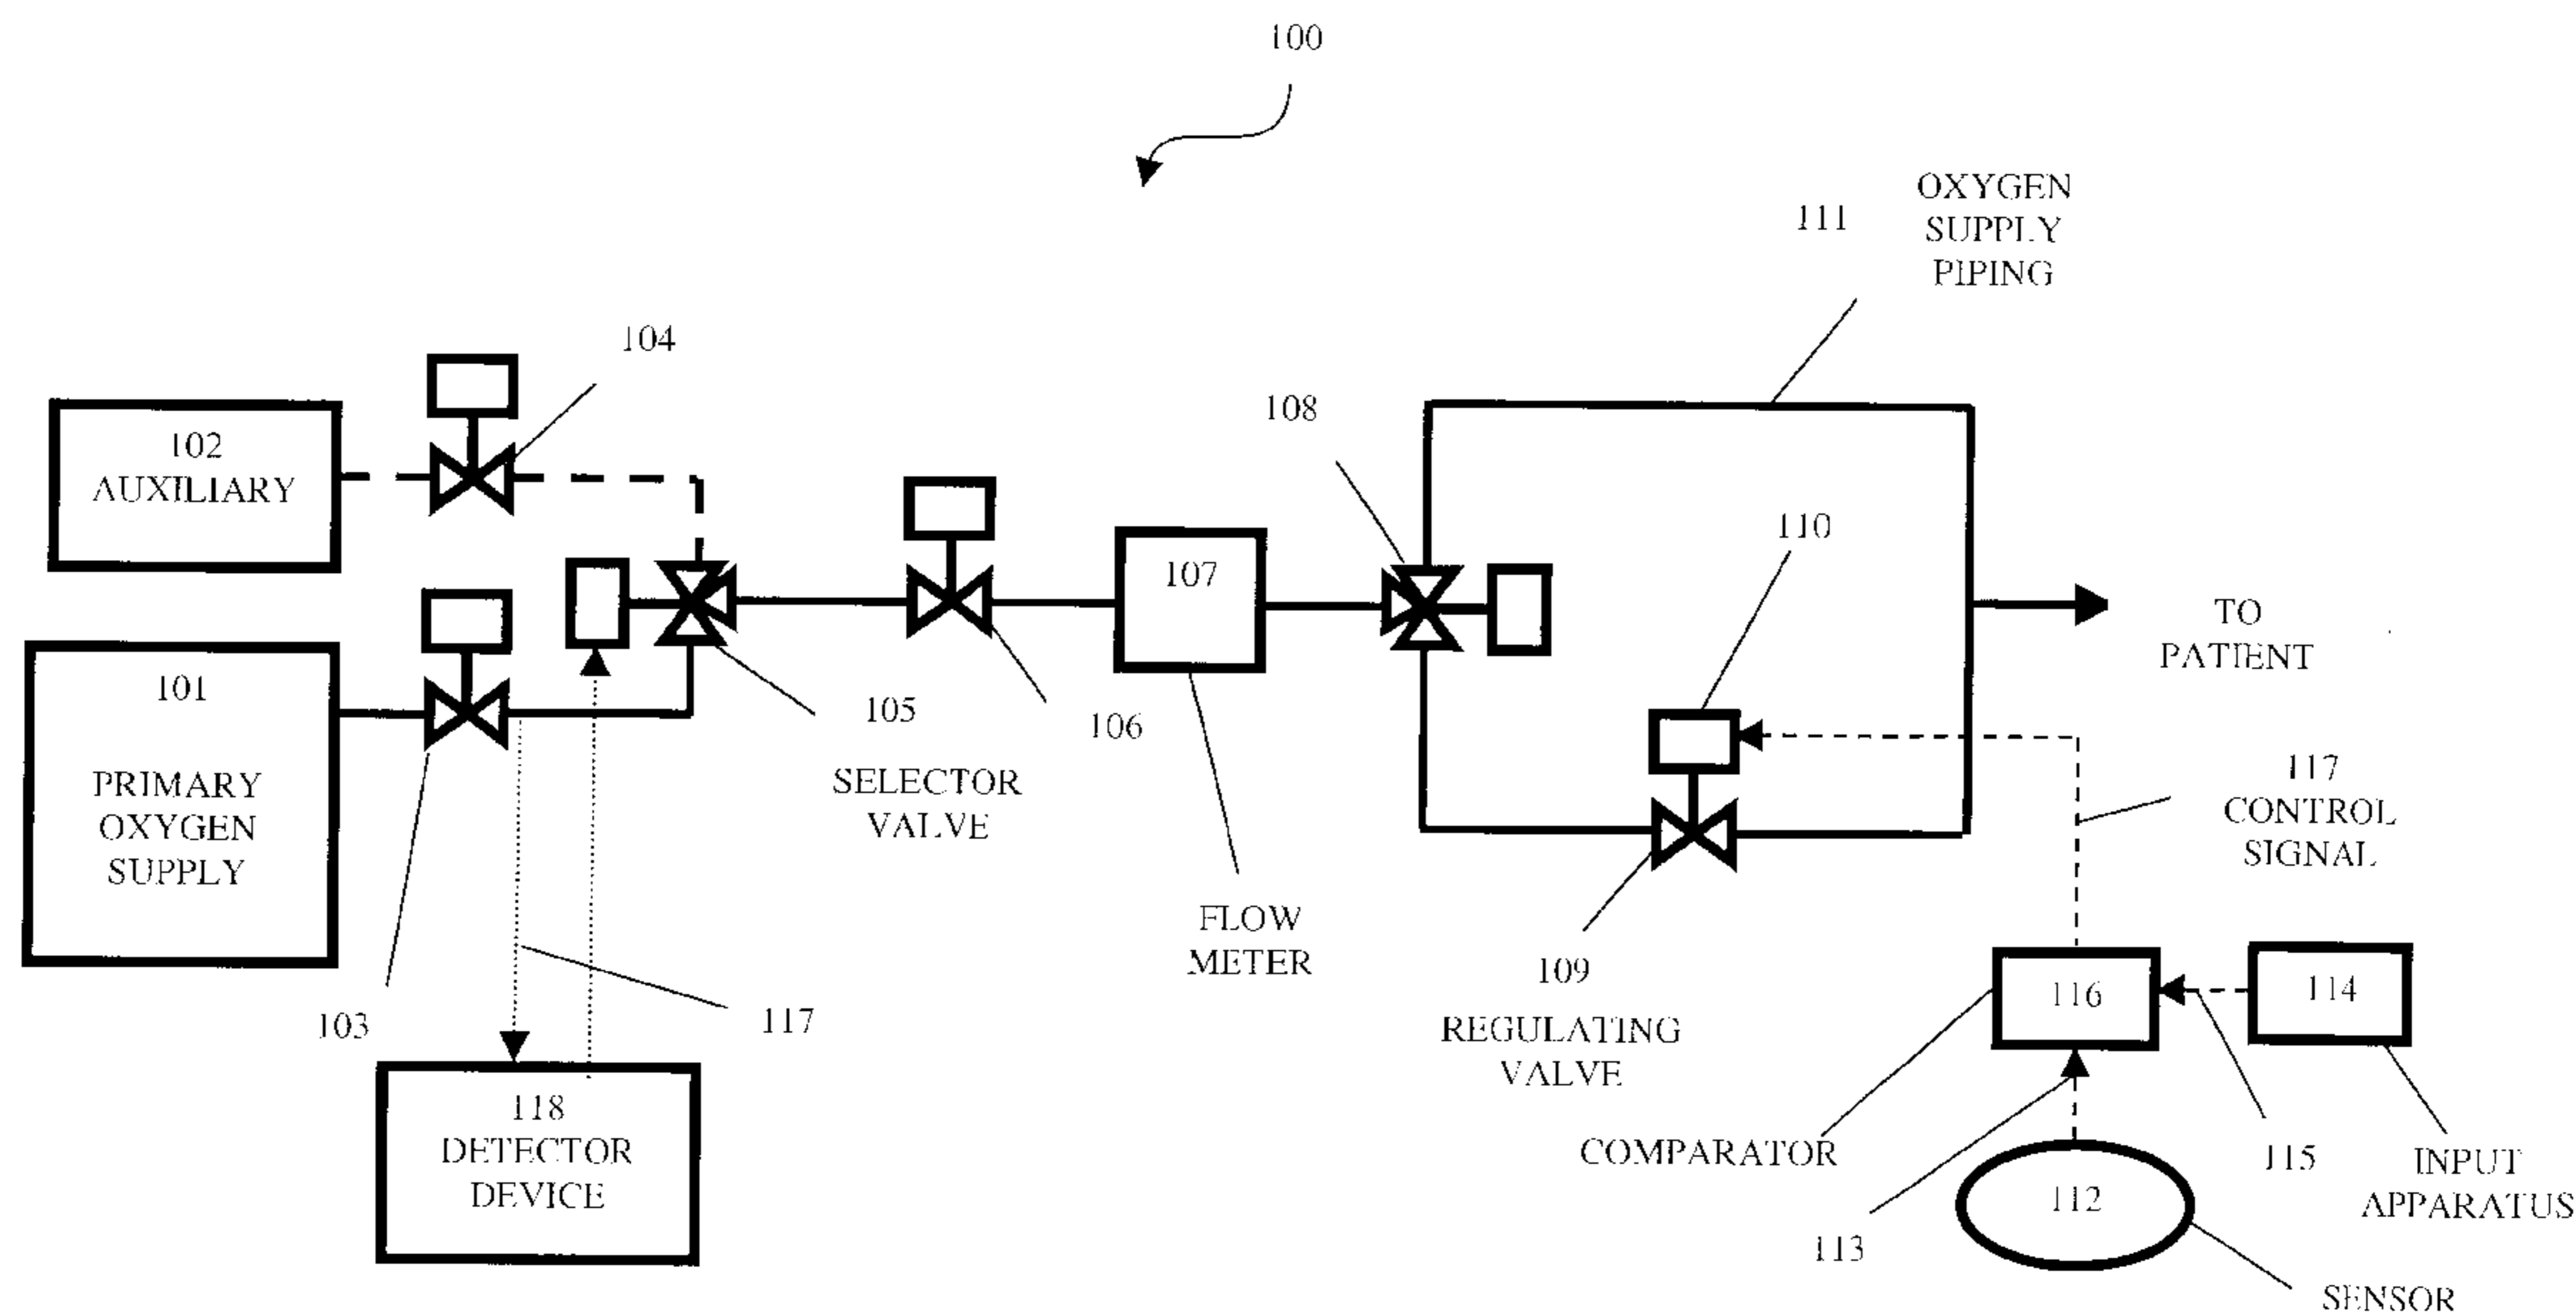 100
OXYGEN
SUPPLY
PIPING
111
104
108
102
AUXILIARY
110
107
TO
PATIENT
101
PRIMARY
OXYGEN
SUPPLY
105
SELECTOR
VALVE
106
117
CONTROL
SIGNAL
FLOW
METER
109
REGULATING
VALVE
116
114
103
117
118
DETECTOR
DEVICE
COMPARATOR
115
INPUT
APPARATUS
112
113
SENSOR